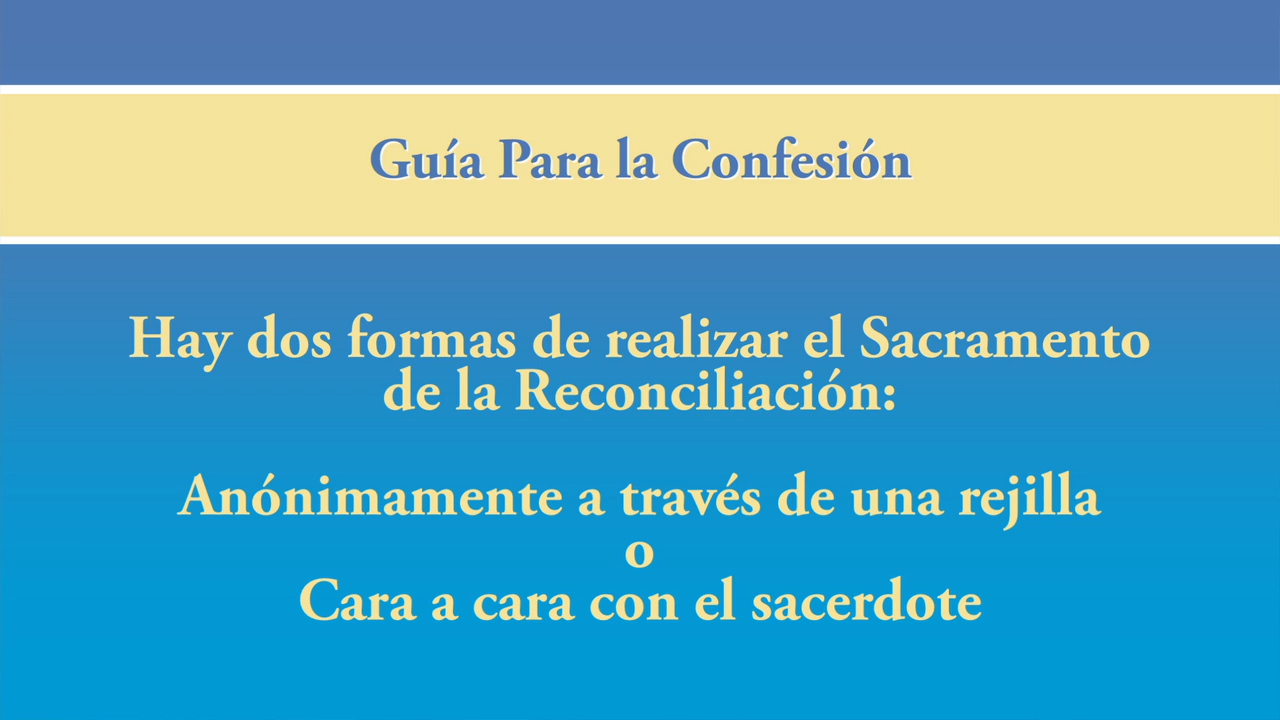 Guía Para la Confesión
Hay dos formas de realizar el Sacramento
de la Reconciliación:
Anónimamente a través de una rejilla
o
Cara a cara con el sacerdote